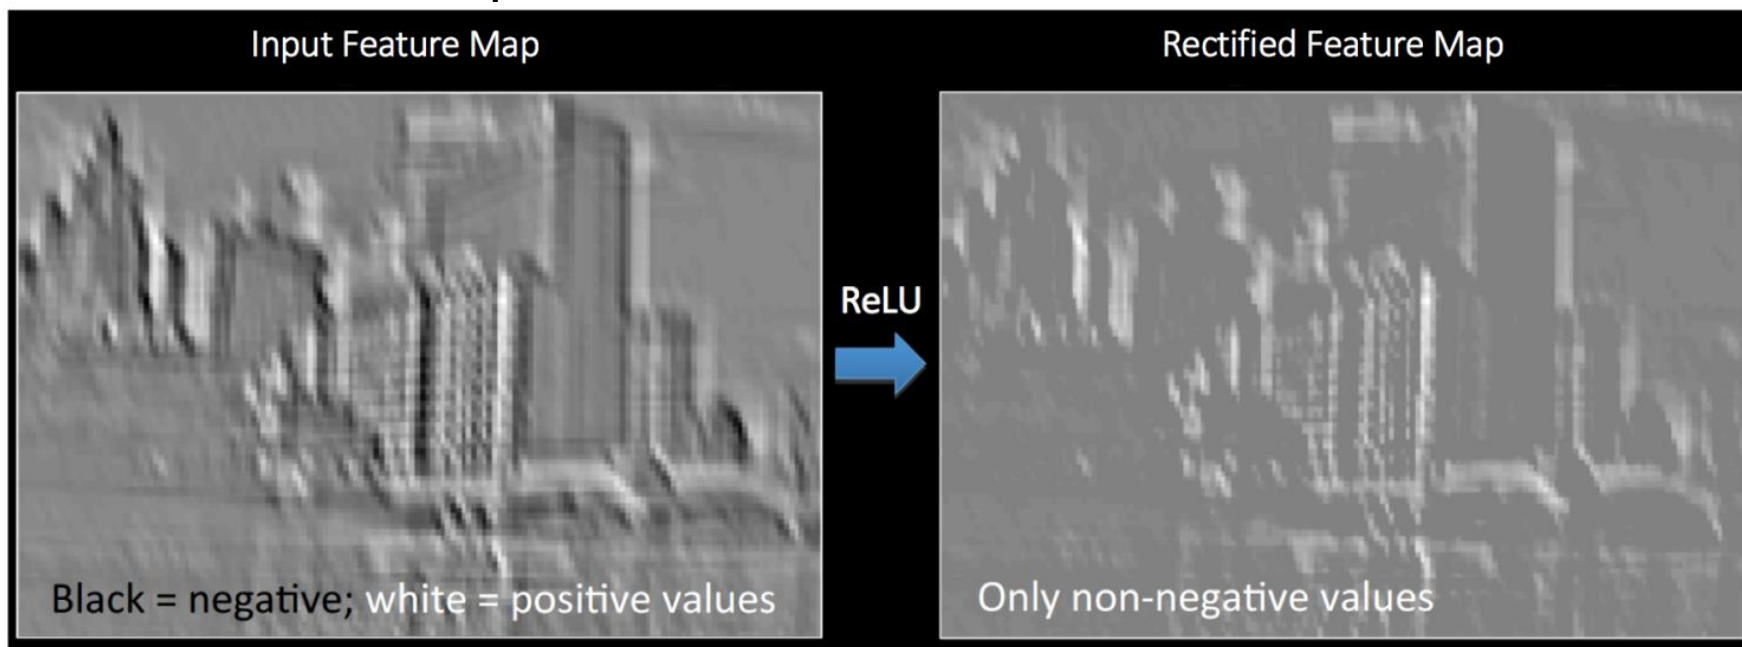 Input Feature Map
Rectified Feature Map
ReLU
Black = negative; white = positive values
Only non-negative values